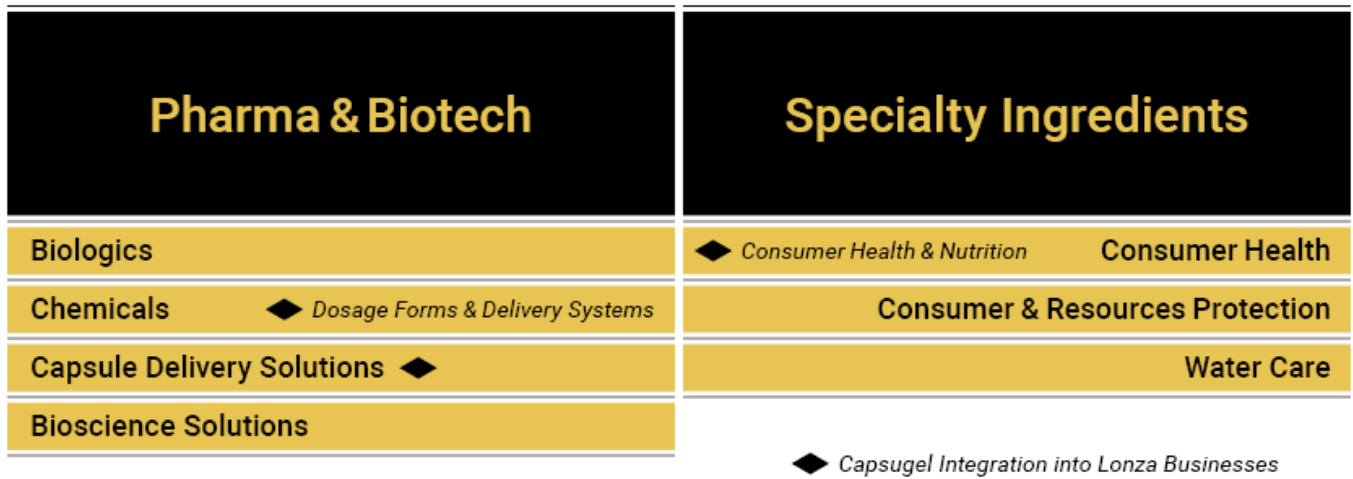 Pharma & Biotech
Biologics
Chemicals
Dosage Forms & Delivery Systems
Capsule Delivery Solutions
Bioscience Solutions
Specialty Ingredients
Consumer Health & Nutrition
Consumer Health
Consumer & Resources Protection
Water Care
Capsugel Integration into Lonza Businesses